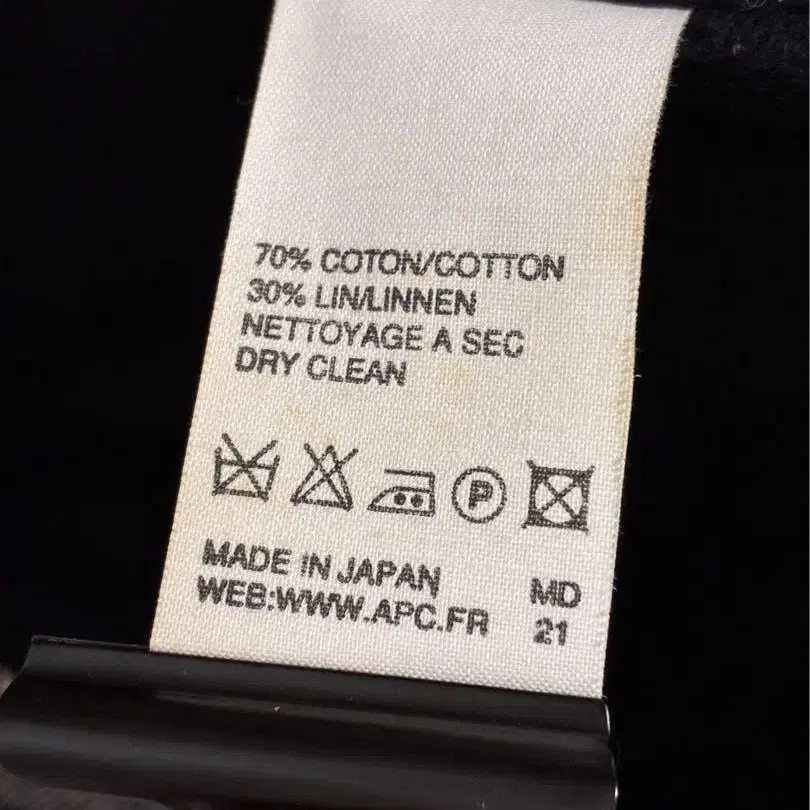 70% COTON/COTTON
30% LIN/LINNEN
NETTOYAGE A SEC
DRY CLEAN
P
MADE IN JAPAN MD
WEB:WWW.APC.FR 21